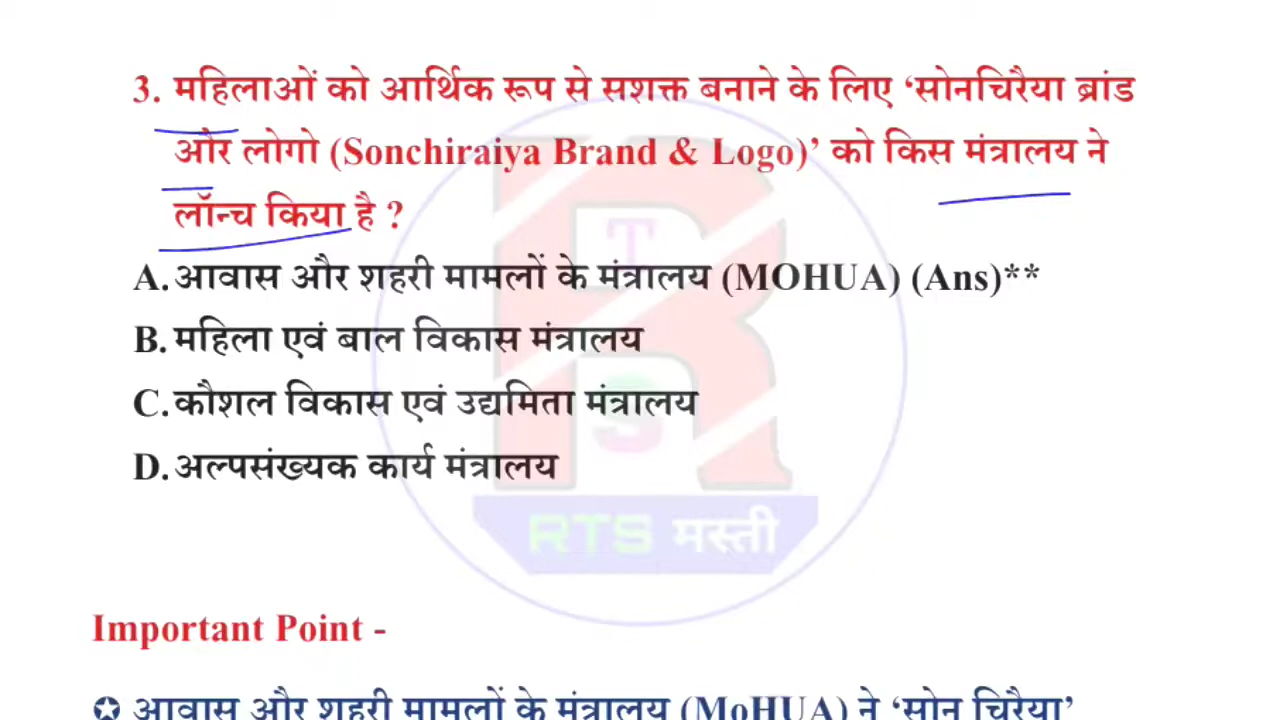 3. महिलाओं को आर्थिक रूप से सशक्त बनाने के लिए ‘सोनचिरैया ब्रांड
और लोगो (Sonchiraiya Brand & Logo)’ को किस मंत्रालय ने
लॉन्च किया है ?
A. आवास और शहरी मामलों के मंत्रालय (MOHUA) (Ans)**
B. महिला एवं बाल विकास मंत्रालय
C. कौशल विकास एवं उद्यमिता मंत्रालय
D. अल्पसंख्यक कार्य मंत्रालय
R
T
S
RTS मस्ती
Important Point -
✪ आवास और शहरी मामलों के मंत्रालय (MoHUA) ने ‘सोन चिरैया’